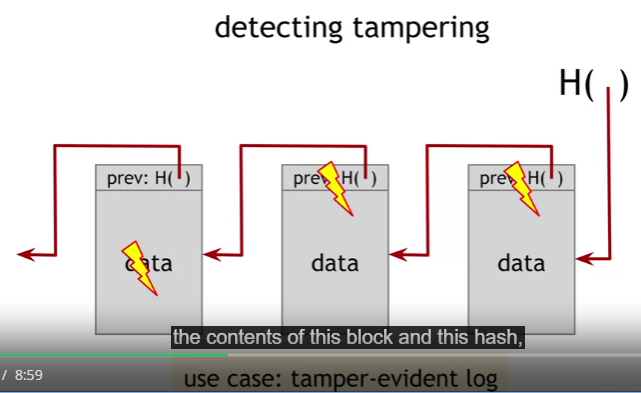 detecting tampering
H( )
prev: H( )
prev: H( )
prev: H( )
data
data
data
the contents of this block and this hash,
/ 8:59
use case: tamper-evident log